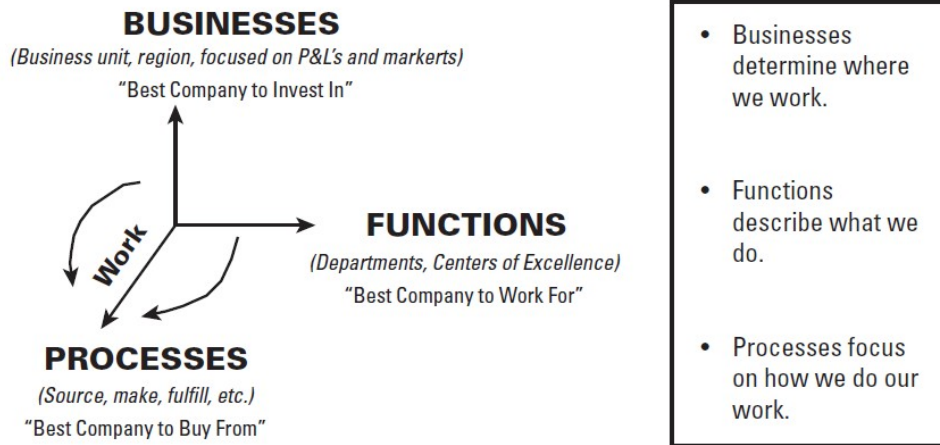 BUSINESSES
(Business unit, region, focused on P&L's and markerts)
“Best Company to Invest In”
Work
FUNCTIONS
(Departments, Centers of Excellence)
“Best Company to Work For”
PROCESSES
(Source, make, fulfill, etc.)
“Best Company to Buy From”
• Businesses
determine where
we work.
• Functions
describe what we
do.
• Processes focus
on how we do our
work.